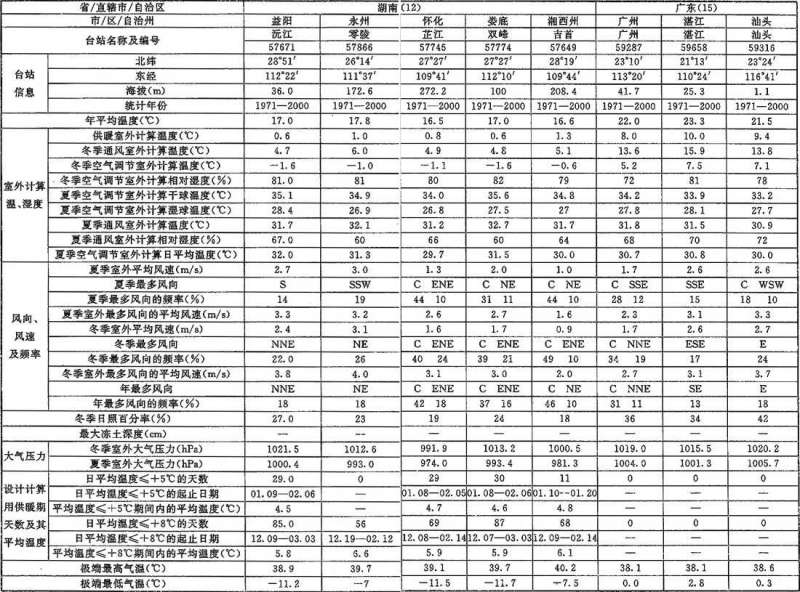 省/直辖市/自治区 湖南(12) 广东(15)
市/区/自治州 益阳 永州 怀化 娄底 湘西州 广州 湛江 汕头
台站名称及编号 沅江 零陵 芷江 双峰 吉首 广州 湛江 汕头
57671 57866 57745 57774 57649 59287 59658 59316
台站信息
北纬 28°51′ 26°14′ 27°27′ 27°27′ 28°19′ 23°10′ 21°13′ 23°24′
东经 112°22′ 111°37′ 109°41′ 112°10′ 109°44′ 113°20′ 110°24′ 116°41′
海拔(m) 36.0 172.6 272.2 100 208.4 41.7 25.3 1.1
统计年份 1971—2000 1971—2000 1971—2000 1971—2000 1971—2000 1971—2000 1971—2000 1971—2000
年平均温度(℃) 17.0 17.8 16.5 17.0 16.6 22.0 23.3 21.5
室外计算温、湿度
供暖室外计算温度(℃) 0.6 1.0 0.8 0.6 1.3 8.0 10.0 9.4
冬季通风室外计算温度(℃) 4.7 6.0 4.9 4.8 5.1 13.6 15.9 13.8
冬季空气调节室外计算温度(℃) −1.6 −1.0 −1.1 −1.6 −0.6 5.2 7.5 7.1
冬季空气调节室外计算相对湿度(%) 81.0 81 80 82 79 72 81 78
夏季空气调节室外计算干球温度(℃) 35.1 34.9 34.0 35.6 34.8 34.2 33.9 33.2
夏季空气调节室外计算湿球温度(℃) 28.4 26.9 26.8 27.5 27 27.8 28.1 27.7
夏季通风室外计算温度(℃) 31.7 32.1 31.2 32.7 31.7 31.8 31.5 30.9
夏季通风室外计算相对湿度(%) 67.0 60 66 60 64 68 70 72
夏季空气调节室外计算日平均温度(℃) 32.0 31.3 29.7 31.5 30.0 30.7 30.8 30.0
风向、风速及频率
夏季室外平均风速(m/s) 2.7 3.0 1.3 2.0 1.0 1.7 2.6 2.6
夏季最多风向 S SSW C ENE C NE C NE C SSE SSE C WSW
夏季最多风向的频率(%) 14 19 44 10 31 11 44 10 28 12 15 18 10
夏季室外最多风向的平均风速(m/s) 3.3 3.2 2.6 2.7 1.6 2.3 3.1 3.3
冬季室外平均风速(m/s) 2.4 3.1 1.6 1.7 0.9 1.7 2.6 2.7
冬季最多风向 NNE NE C ENE C ENE C ENE C NNE ESE E
冬季最多风向的频率(%) 22.0 26 40 24 39 21 49 10 34 19 17 24
冬季室外最多风向的平均风速(m/s) 3.8 4.0 3.1 3.0 2.0 2.7 3.1 3.7
年最多风向 NNE NE C ENE C ENE C NE C NNE SE E
年最多风向的频率(%) 18 18 42 18 37 16 46 10 31 11 13 18
冬季日照百分率(%) 27.0 23 19 24 18 36 34 42
最大冻土深度(cm) — — — — — — — —
大气压力
冬季室外大气压力(hPa) 1021.5 1012.6 991.9 1013.2 1000.5 1019.0 1015.5 1020.2
夏季室外大气压力(hPa) 1000.4 993.0 974.0 993.4 981.3 1004.0 1001.3 1005.7
设计计算用供暖期天数及其平均温度
日平均温度≤+5℃的天数 29.0 0 29 30 11 0 0 0
日平均温度≤+5℃的起止日期 01.09—02.06 — 01.08—02.05 01.08—02.06 01.10--01.20 — — —
平均温度≤+5℃期间内的平均温度(℃) 4.5 — 4.7 4.6 4.8 — — —
日平均温度≤+8℃的天数 85.0 56 69 87 68 0 0 0
日平均温度≤+8℃的起止日期 12.09—03.03 12.19—02.12 12.08—02.14 12.07—03.03 12.09—02.14 — — —
平均温度≤+8℃期间内的平均温度(℃) 5.8 6.6 5.9 5.9 6.1 — — —
极端最高气温(℃) 38.9 39.7 39.1 39.7 40.2 38.1 38.1 38.6
极端最低气温(℃) −11.2 −7 −11.5 −11.7 −7.5 0.0 2.8 0.3